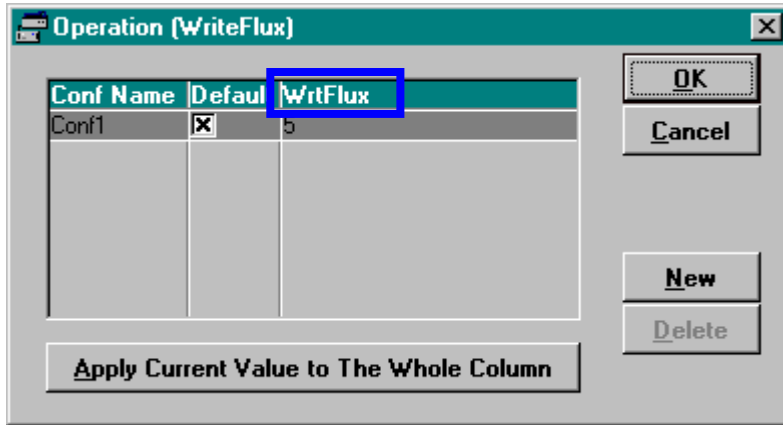 Operation (WriteFlux)
Conf Name Defaul WrtFlux
Conf1 5
OK
Cancel
New
Delete
Apply Current Value to The Whole Column